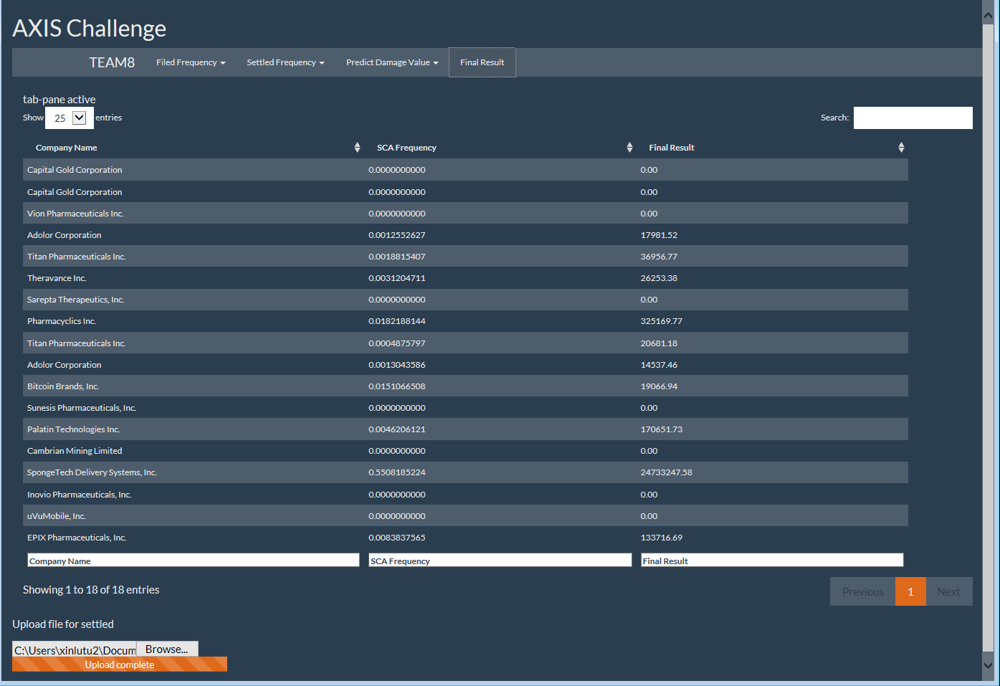 AXIS Challenge
TEAM8 Filed Frequency Settled Frequency Predict Damage Value Final Result
tab-pane active
Show 25 entries Search:
Company Name SCA Frequency Final Result
Capital Gold Corporation 0.0000000000 0.00
Capital Gold Corporation 0.0000000000 0.00
Vion Pharmaceuticals Inc. 0.0000000000 0.00
Adolor Corporation 0.0012552627 17981.52
Titan Pharmaceuticals Inc. 0.0018815407 36956.77
Theravance Inc. 0.0031204711 26253.38
Sarepta Therapeutics, Inc. 0.0000000000 0.00
Pharmacyclics Inc. 0.0182188144 325169.77
Titan Pharmaceuticals Inc. 0.0004875797 20681.18
Adolor Corporation 0.0013043586 14537.46
Bitcoin Brands, Inc. 0.0151066508 19066.94
Sunesis Pharmaceuticals, Inc. 0.0000000000 0.00
Palatin Technologies Inc. 0.0046206121 170651.73
Cambrian Mining Limited 0.0000000000 0.00
SpongeTech Delivery Systems, Inc. 0.5508185224 24733247.58
Inovio Pharmaceuticals, Inc. 0.0000000000 0.00
uVuMobile, Inc. 0.0000000000 0.00
EPIX Pharmaceuticals, Inc. 0.0083837565 133716.69
Company Name SCA Frequency Final Result
Showing 1 to 18 of 18 entries Previous 1 Next
Upload file for settled
C:\Users\xinlutu2\Docum Browse...
Upload complete